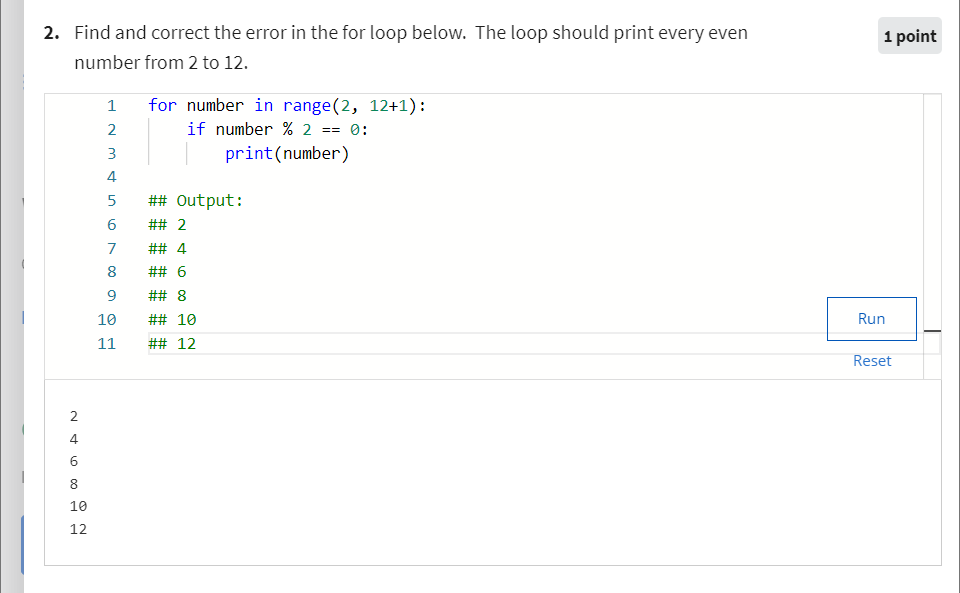 2. Find and correct the error in the for loop below. The loop should print every even
number from 2 to 12.
1 point
1 for number in range(2, 12+1):
2 if number % 2 == 0:
3 print(number)
4
5 ## Output:
6 ## 2
7 ## 4
8 ## 6
9 ## 8
10 ## 10
11 ## 12
Run
Reset
2
4
6
8
10
12